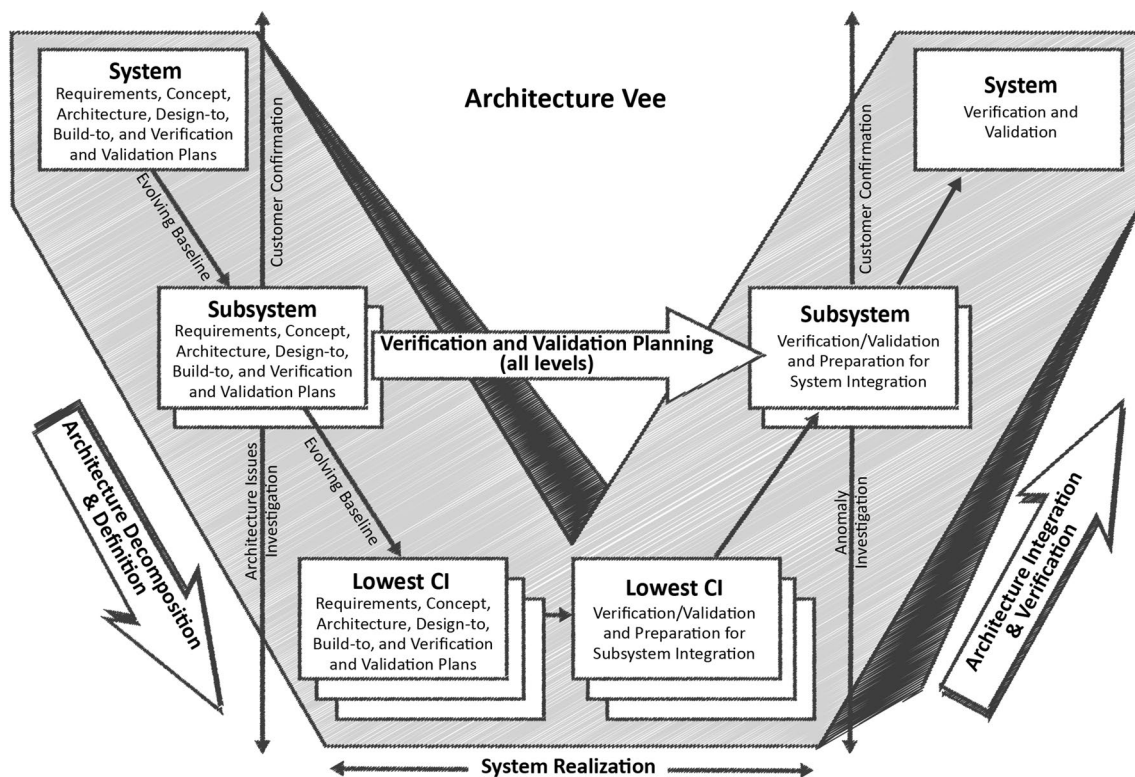 Architecture Vee
System
Requirements, Concept,
Architecture, Design-to,
Build-to, and Verification
and Validation Plans
Evolving Baseline
Customer Confirmation
Subsystem
Requirements, Concept,
Architecture, Design-to,
Build-to, and Verification
and Validation Plans
Evolving Baseline
Architecture Issues
Investigation
Architecture Decomposition
& Definition
Lowest CI
Requirements, Concept,
Architecture, Design-to,
Build-to, and Verification
and Validation Plans
Verification and Validation Planning
(all levels)
Lowest CI
Verification/Validation
and Preparation for
Subsystem Integration
Subsystem
Verification/Validation
and Preparation for
System Integration
Customer Confirmation
Anomaly
Investigation
System
Verification and
Validation
Architecture Integration
& Verification
System Realization